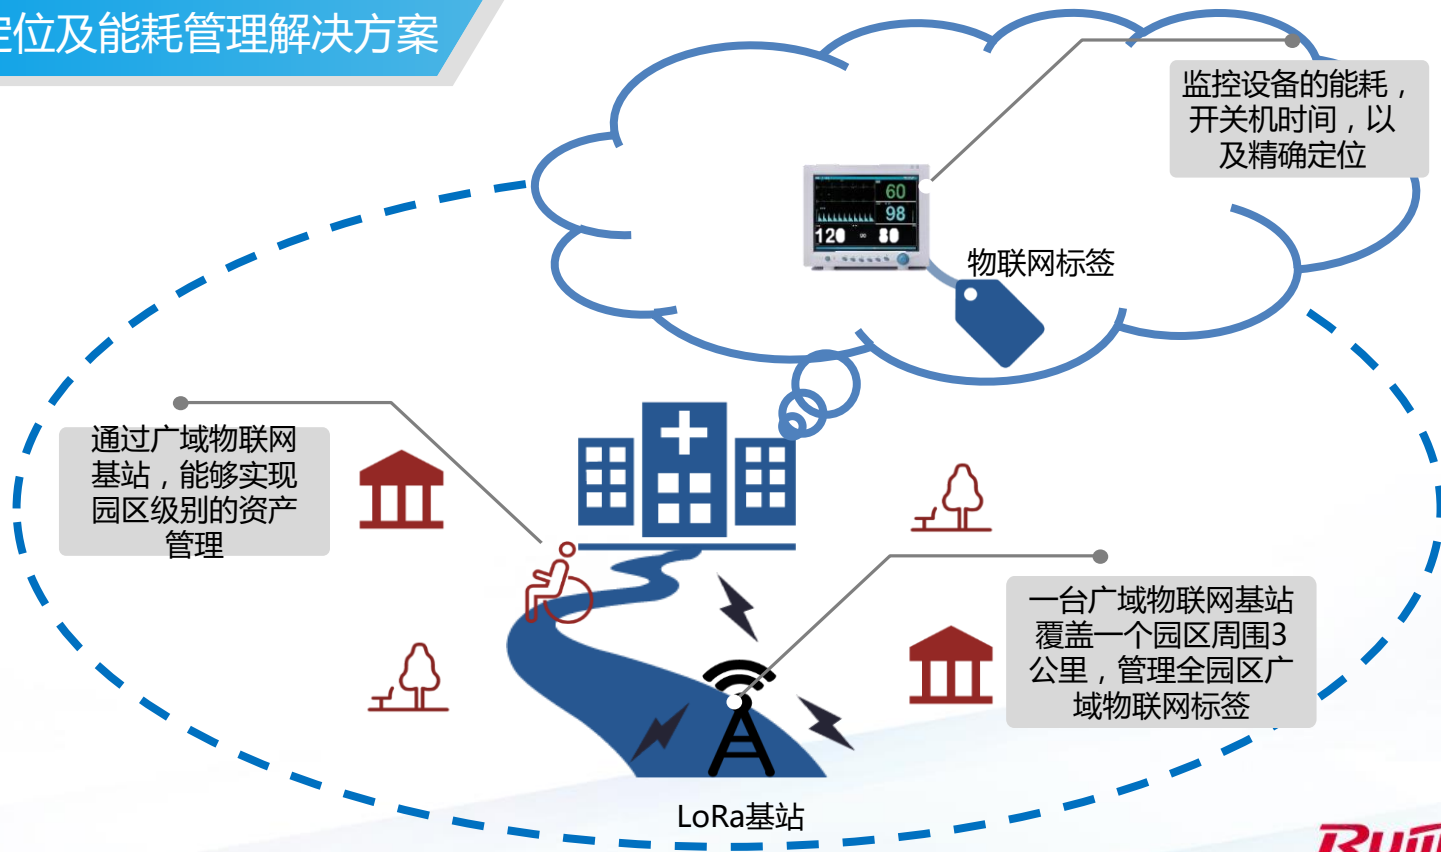 定位及能耗管理解决方案
监控设备的能耗，
开关机时间，以
及精确定位
60
98
120
80
物联网标签
通过广域物联网
基站，能够实现
园区级别的资产
管理
一台广域物联网基站
覆盖一个园区周围3
公里，管理全园区广
域物联网标签
LoRa基站